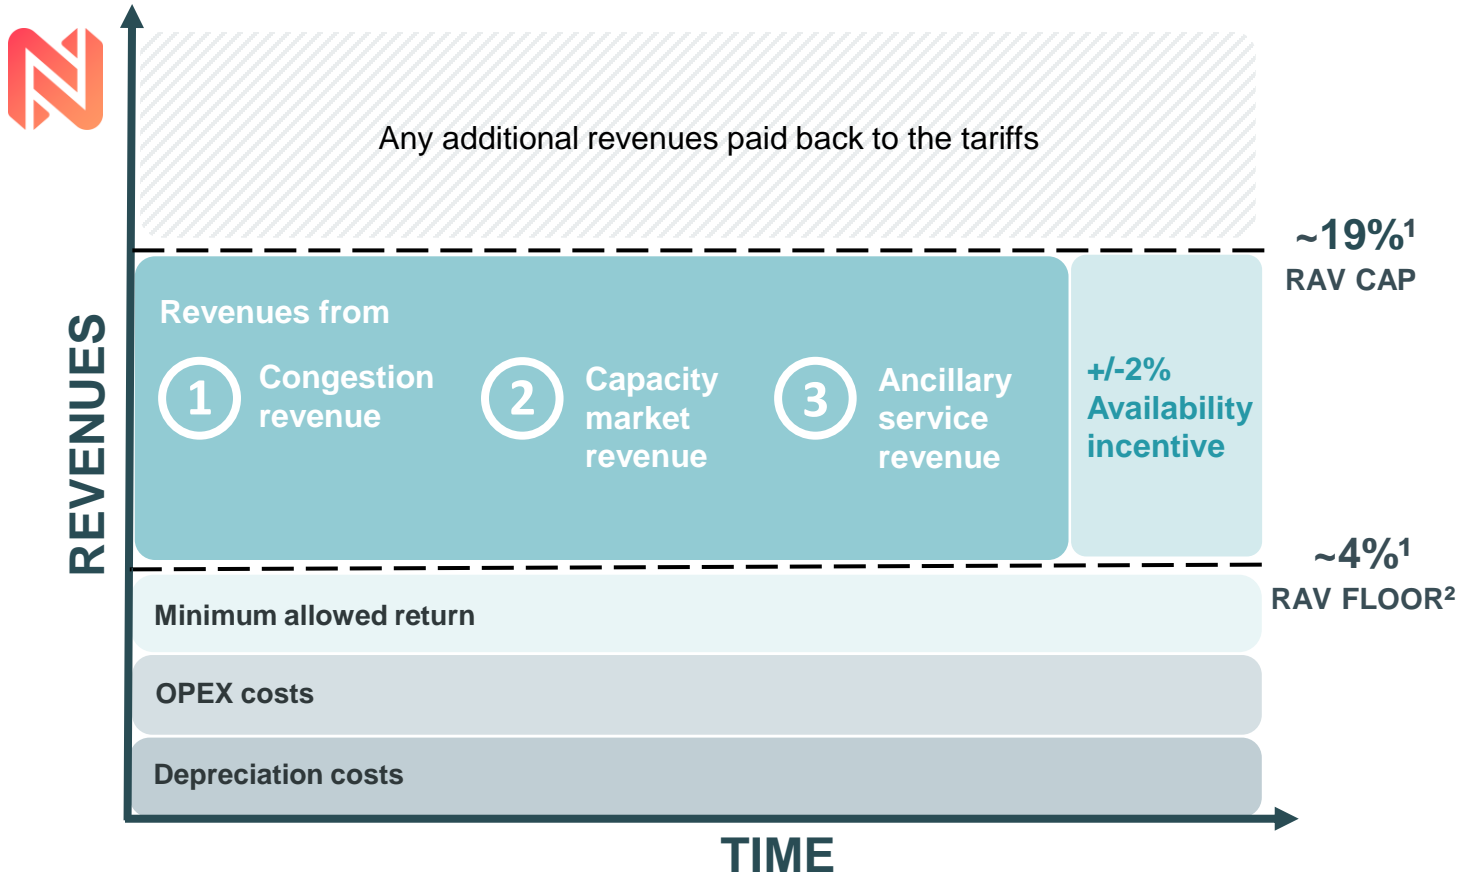 Any additional revenues paid back to the tariffs
~19%¹
RAV CAP
Revenues from
1
Congestion
revenue
2
Capacity
market
revenue
3
Ancillary
service
revenue
+/-2%
Availability
incentive
REVENUES
~4%¹
RAV FLOOR²
Minimum allowed return
OPEX costs
Depreciation costs
TIME